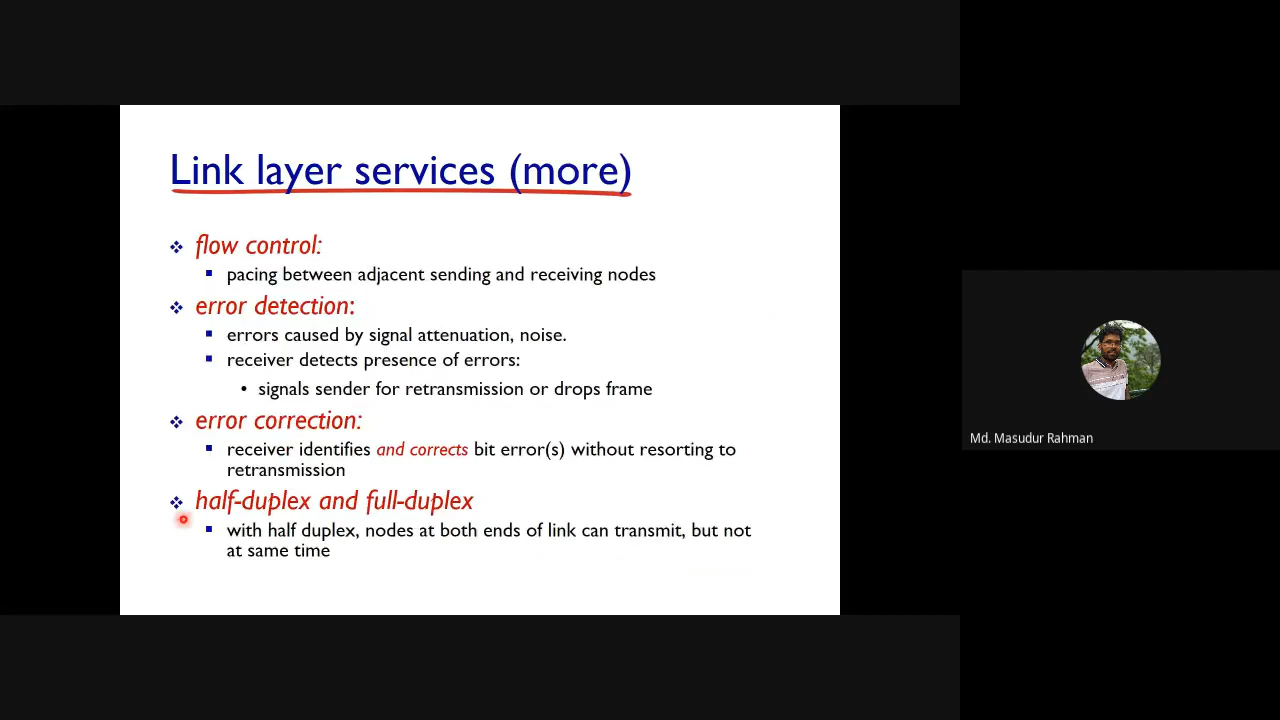 Link layer services (more)
flow control:
pacing between adjacent sending and receiving nodes
error detection:
errors caused by signal attenuation, noise.
receiver detects presence of errors:
• signals sender for retransmission or drops frame
error correction:
receiver identifies and corrects bit error(s) without resorting to
retransmission
half-duplex and full-duplex
with half duplex, nodes at both ends of link can transmit, but not
at same time
Md. Masudur Rahman